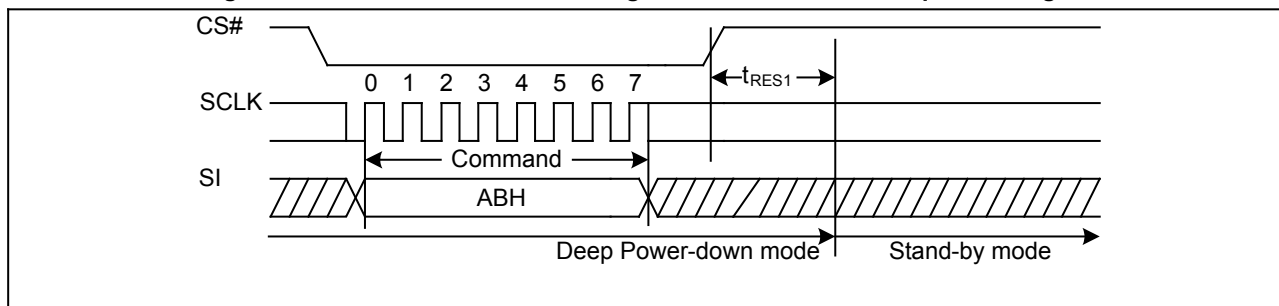 CS#
0 1 2 3 4 5 6 7
tRES1
SCLK
Command
SI
ABH
Deep Power-down mode
Stand-by mode